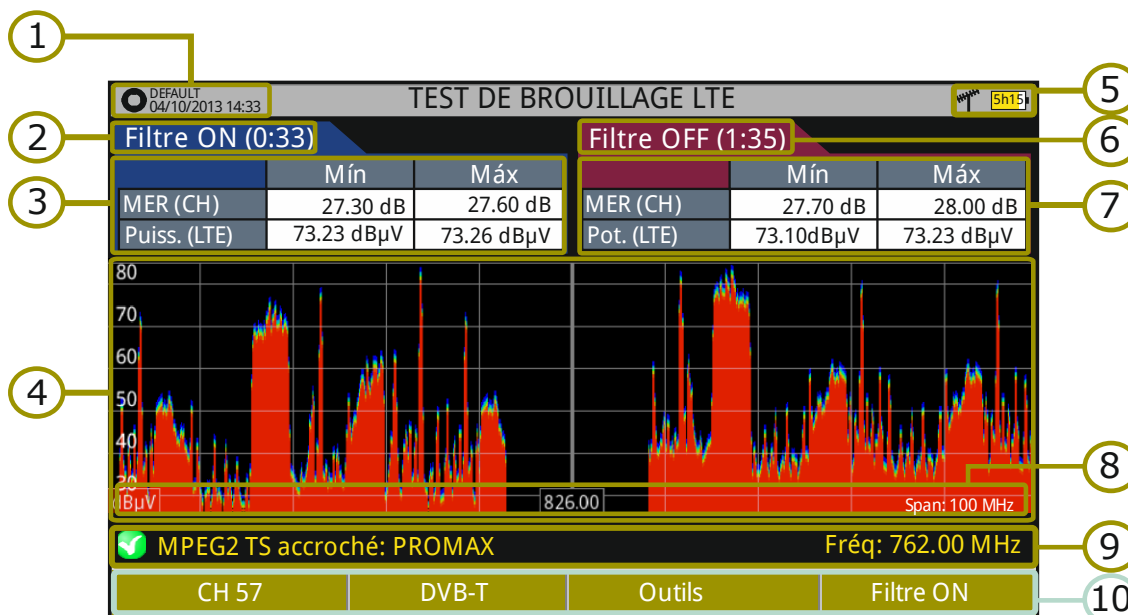 1
DEFAULT
04/10/2013 14:33
TEST DE BROUILLAGE LTE
5h15
5
2
Filtre ON (0:33)
Filtre OFF (1:35)
6
3
Mín Máx
MER (CH) 27.30 dB 27.60 dB
Puiss. (LTE) 73.23 dBµV 73.26 dBµV
Mín Máx
MER (CH) 27.70 dB 28.00 dB
Pot. (LTE) 73.10dBµV 73.23 dBµV
7
4
80
70
60
50
40
30
dBµV
826.00
Span: 100 MHz
8
MPEG2 TS accroché: PROMAX
Fréq: 762.00 MHz
9
CH 57
DVB-T
Outils
Filtre ON
10